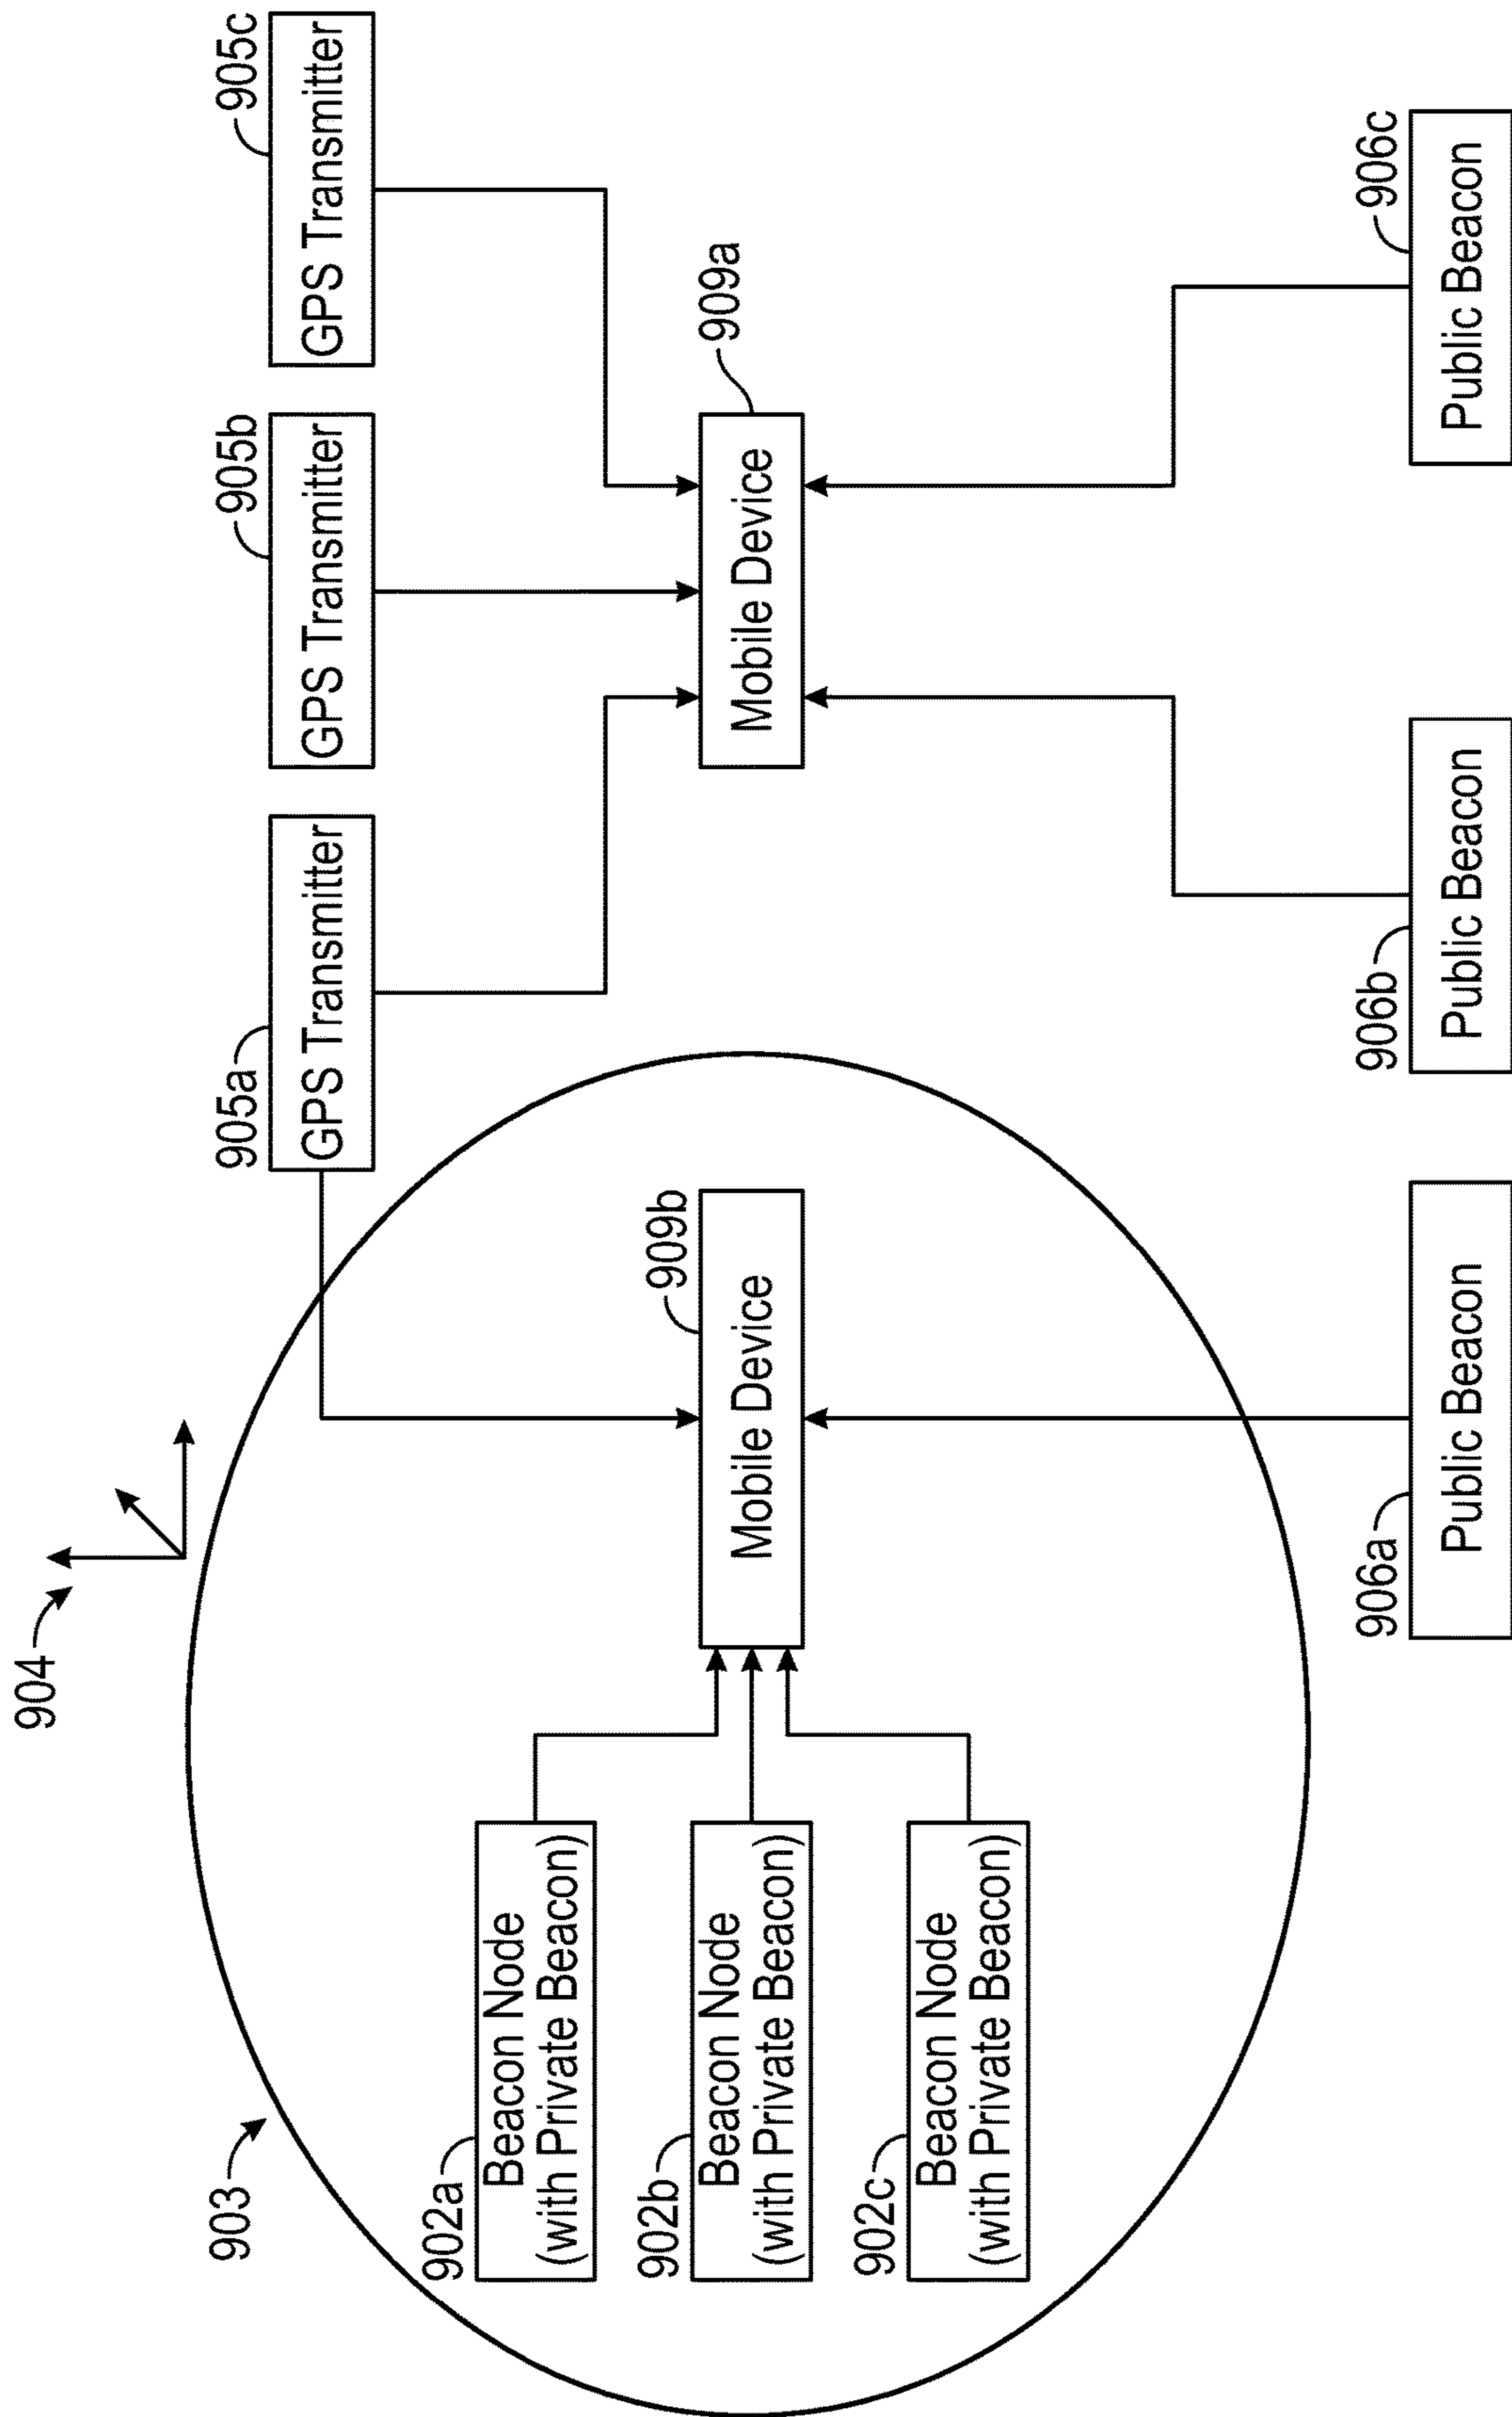 904
903
905a
GPS Transmitter
905b
GPS Transmitter
905c
GPS Transmitter
902a
Beacon Node
(with Private Beacon)
902b
Beacon Node
(with Private Beacon)
902c
Beacon Node
(with Private Beacon)
909b
Mobile Device
909a
Mobile Device
906a
Public Beacon
906b
Public Beacon
906c
Public Beacon